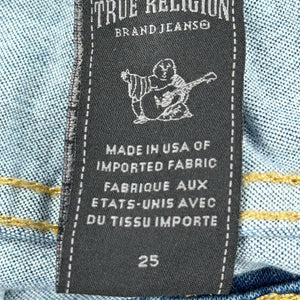 TRUE RELIGION
BRAND JEANS
MADE IN USA OF
IMPORTED FABRIC
FABRIQUE AUX
ETATS-UNIS AVEC
DU TISSU IMPORTE
25